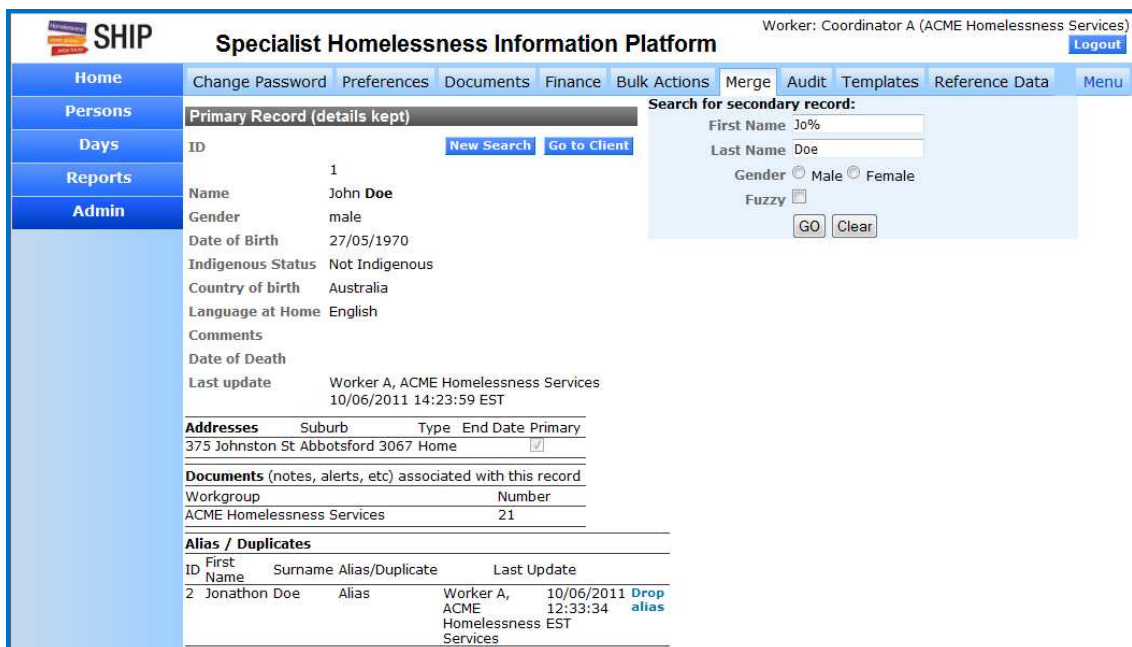 SHIP
Specialist Homelessness Information Platform
Worker: Coordinator A (ACME Homelessness Services)
Logout
Home
Persons
Days
Reports
Admin
Change Password Preferences Documents Finance Bulk Actions Merge Audit Templates Reference Data Menu
Primary Record (details kept)
ID New Search Go to Client
1
Name John Doe
Gender male
Date of Birth 27/05/1970
Indigenous Status Not Indigenous
Country of birth Australia
Language at Home English
Comments
Date of Death
Last update Worker A, ACME Homelessness Services
10/06/2011 14:23:59 EST
Addresses Suburb Type End Date Primary
375 Johnston St Abbotsford 3067 Home
Documents (notes, alerts, etc) associated with this record
Workgroup Number
ACME Homelessness Services 21
Alias / Duplicates
ID First Name Surname Alias/Duplicate Last Update
2 Jonathon Doe Alias Worker A, 10/06/2011 Drop
ACME 12:33:34 alias
Homelessness EST
Services
Search for secondary record:
First Name Jo%
Last Name Doe
Gender Male Female
Fuzzy
GO Clear